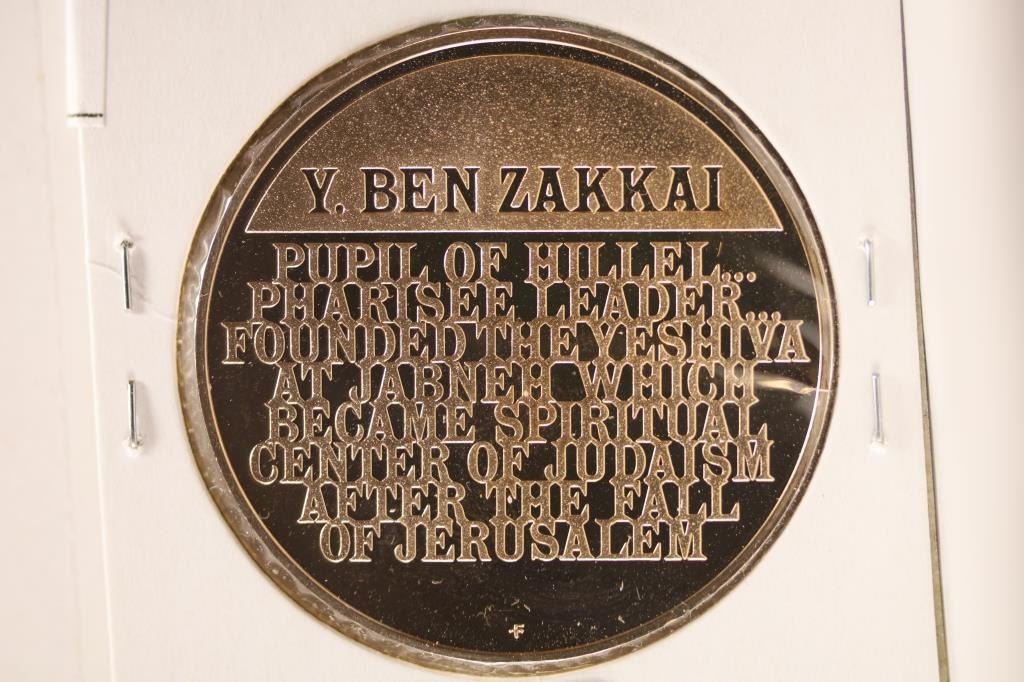 Y. BEN ZAKKAI
PUPIL OF HILLEL...
PHARISEE LEADER...
FOUNDED THE YESHIVA
AT JABNEH WHICH
BECAME SPIRITUAL
CENTER OF JUDAISM
AFTER THE FALL
OF JERUSALEM
F